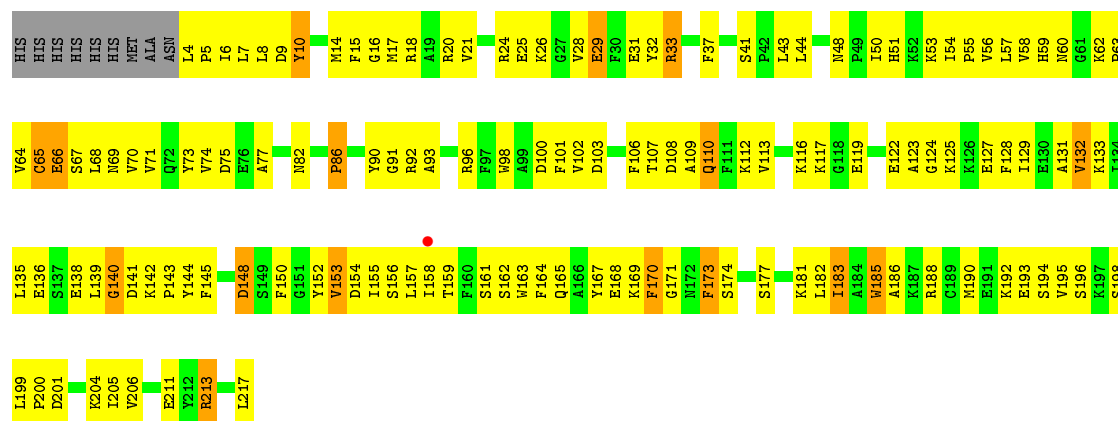 HIS HIS HIS HIS HIS HIS MET ALA ASN L4 P5 I6 L7 L8 D9 Y10 M14 F15 G16 M17 R18 A19 R20 V21 R24 E25 K26 G27 V28 E29 F30 E31 Y32 R33 F37 S41 P42 L43 L44 N48 P49 I50 H51 K52 K53 I54 P55 V56 L57 V58 H59 N60 G61 K62 P63
V64 C65 E66 S67 L68 N69 V70 V71 Q72 Y73 V74 D75 E76 A77 N82 P86 Y90 G91 R92 A93 R96 F97 W98 A99 D100 F101 V102 D103 F106 T107 D108 A109 Q110 F111 K112 V113 K116 K117 G118 E119 E122 A123 G124 K125 K126 E127 F128 I129 E130 A131 V132 K133 I134
L135 E136 S137 E138 L139 G140 D141 K142 P143 Y144 F145 D148 S149 F150 G151 Y152 V153 D154 I155 S156 L157 I158 T159 F160 S161 S162 W163 F164 Q165 A166 Y167 E168 K169 F170 G171 N172 F173 S174 S177 K181 L182 I183 A184 W185 A186 K187 R188 C189 M190 E191 K192 E193 S194 V195 S196 K197 S198
L199 P200 D201 K204 I205 V206 E211 Y212 R213 L217